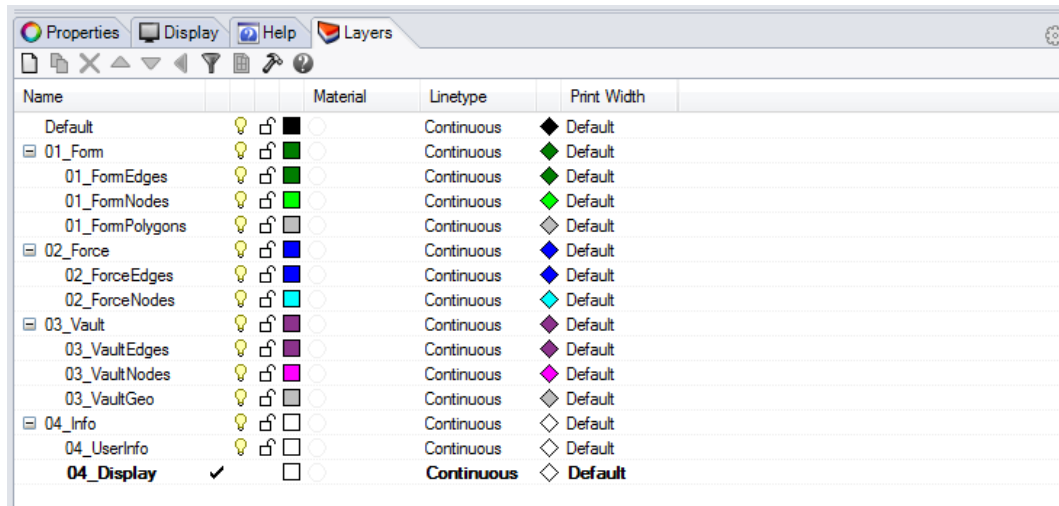 Properties Display Help Layers
Name Material Linetype Print Width
Default Continuous Default
01_Form Continuous Default
01_FormEdges Continuous Default
01_FormNodes Continuous Default
01_FormPolygons Continuous Default
02_Force Continuous Default
02_ForceEdges Continuous Default
02_ForceNodes Continuous Default
03_Vault Continuous Default
03_VaultEdges Continuous Default
03_VaultNodes Continuous Default
03_VaultGeo Continuous Default
04_Info Continuous Default
04_UserInfo Continuous Default
04_Display Continuous Default